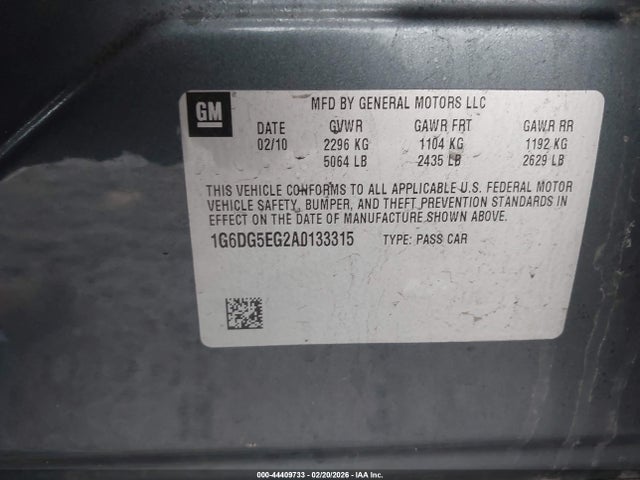 GM
MFD BY GENERAL MOTORS LLC
DATE GVWR GAWR FRT GAWR RR
02/10 2296 KG 1104 KG 1192 KG
5064 LB 2435 LB 2629 LB
THIS VEHICLE CONFORMS TO ALL APPLICABLE U.S. FEDERAL MOTOR
VEHICLE SAFETY, BUMPER, AND THEFT PREVENTION STANDARDS IN
EFFECT ON THE DATE OF MANUFACTURE SHOWN ABOVE.
1G6DG5EG2A0133315 TYPE: PASS CAR
000-44409733 - 02/20/2026 - IAA Inc.